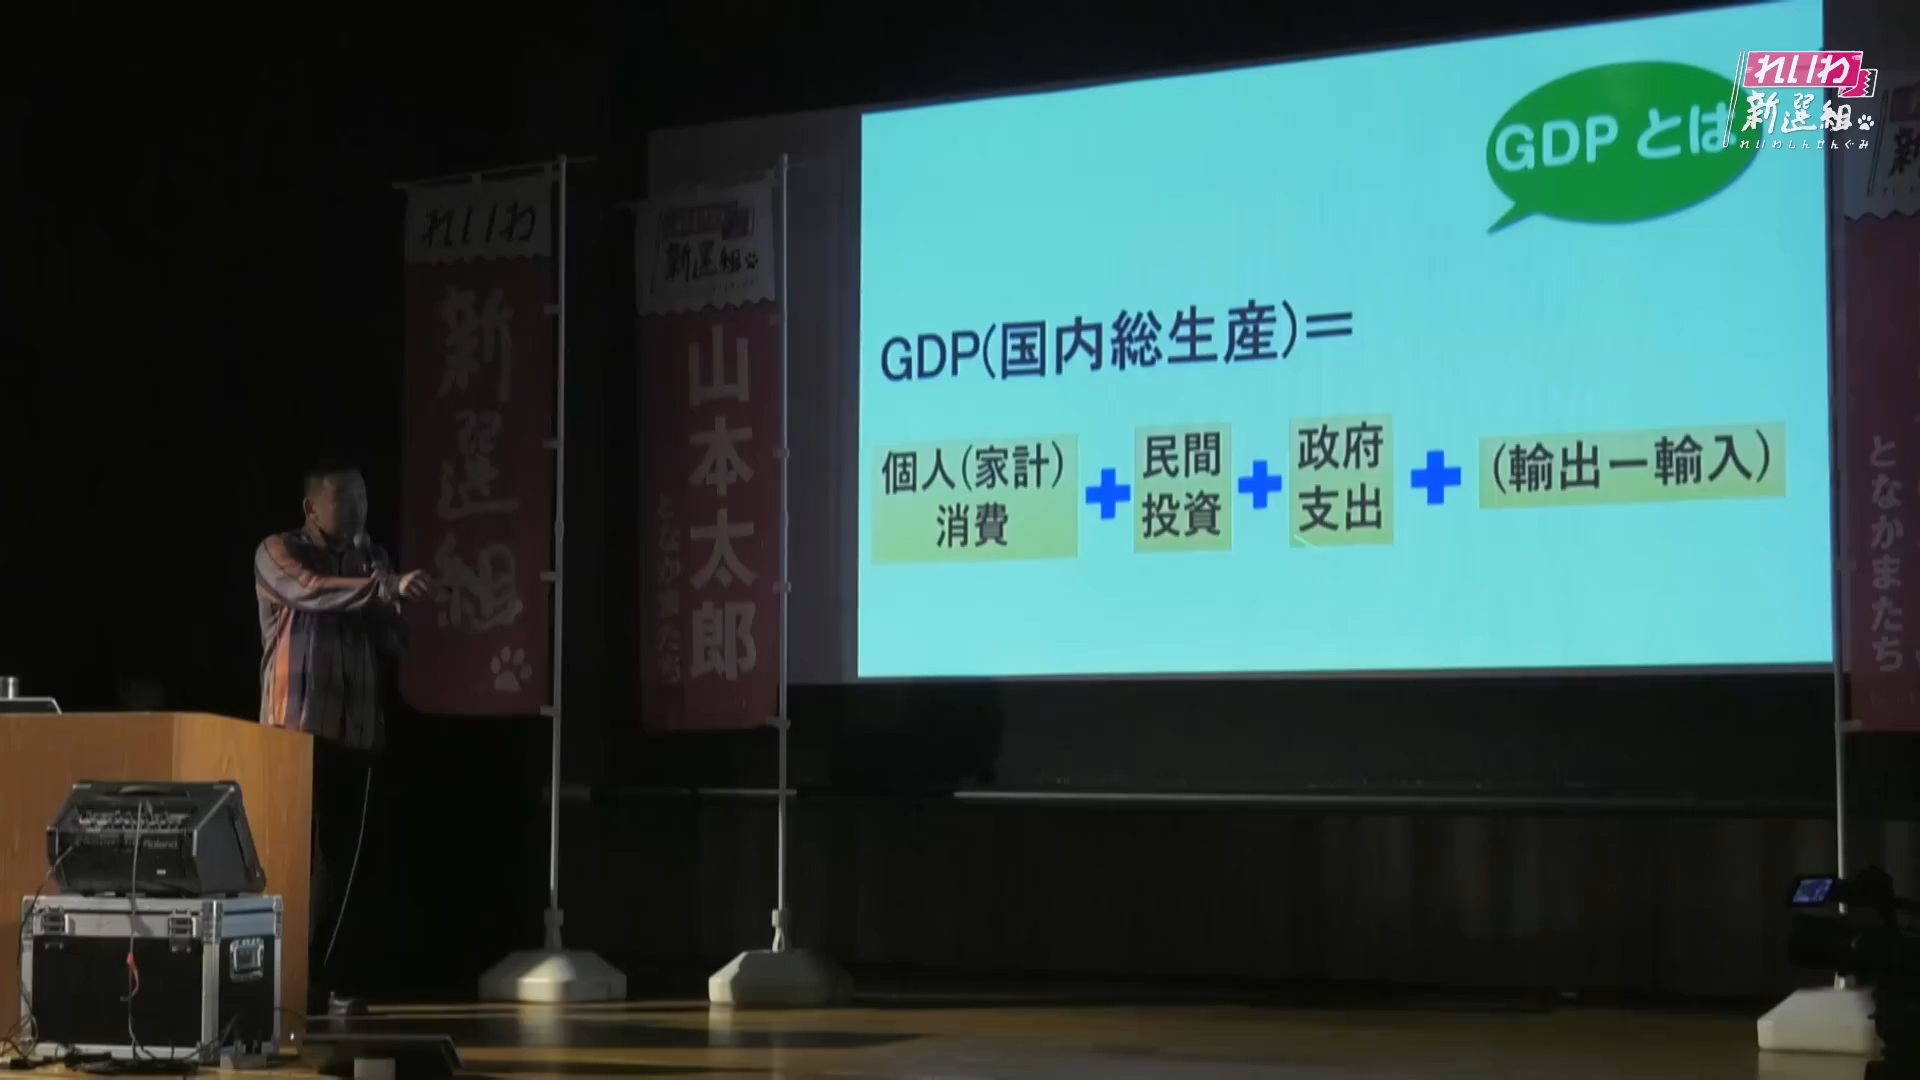 れいわ
新選組
れいわしんせんぐみ
GDP とは
GDP(国内総生産)＝
個人(家計)
消費
民間
投資
政府
支出
(輸出ー輸入)
れいわ
新選組
新選組
山本太郎
となかまたち
となかまたち
Roland